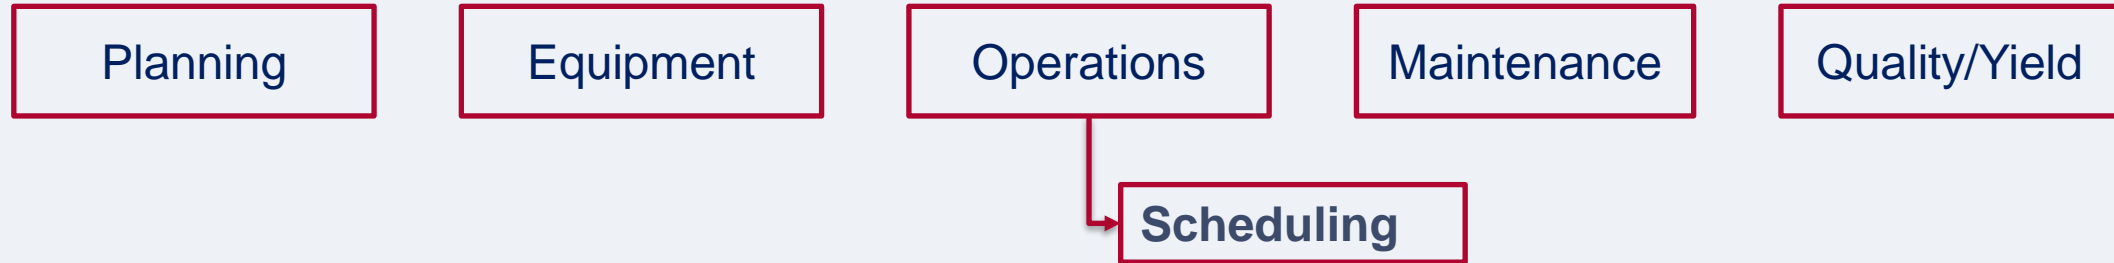 Planning
Equipment
Operations
Maintenance
Quality/Yield
Scheduling